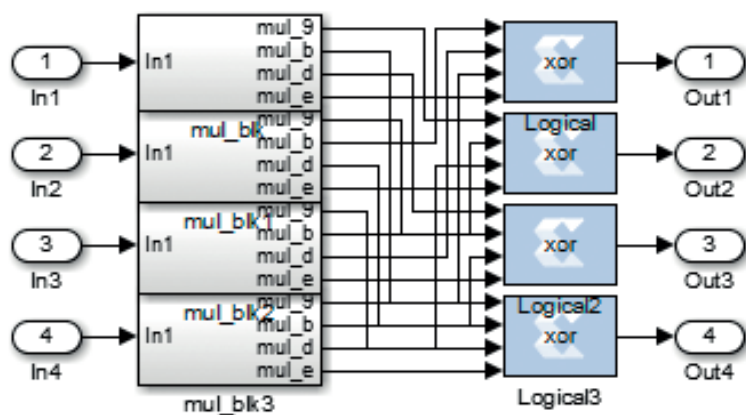 1
In1
In1
mul_9
mul_b
mul_d
mul_e
xor
1
Out1
mul_blk
Logical
2
In2
In1
mul_9
mul_b
mul_d
mul_e
xor
2
Out2
mul_blk1
3
In3
In1
mul_9
mul_b
mul_d
mul_e
xor
3
Out3
mul_blk2
Logical2
4
In4
In1
mul_9
mul_b
mul_d
mul_e
xor
4
Out4
mul_blk3
Logical3